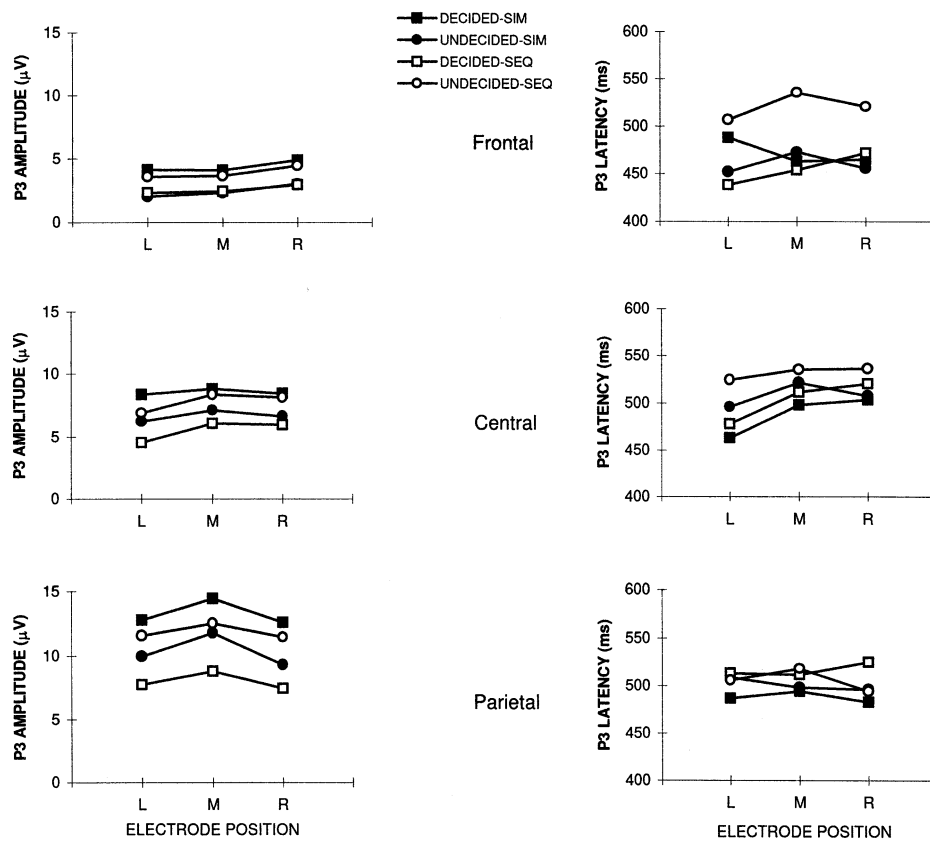 DECIDED-SIM
UNDECIDED-SIM
DECIDED-SEQ
UNDECIDED-SEQ
P3 AMPLITUDE (µV)
15
10
5
0
L M R
Frontal
P3 LATENCY (ms)
600
550
500
450
400
L M R
P3 AMPLITUDE (µV)
15
10
5
0
L M R
Central
P3 LATENCY (ms)
600
550
500
450
400
L M R
P3 AMPLITUDE (µV)
15
10
5
0
L M R
ELECTRODE POSITION
Parietal
P3 LATENCY (ms)
600
550
500
450
400
L M R
ELECTRODE POSITION